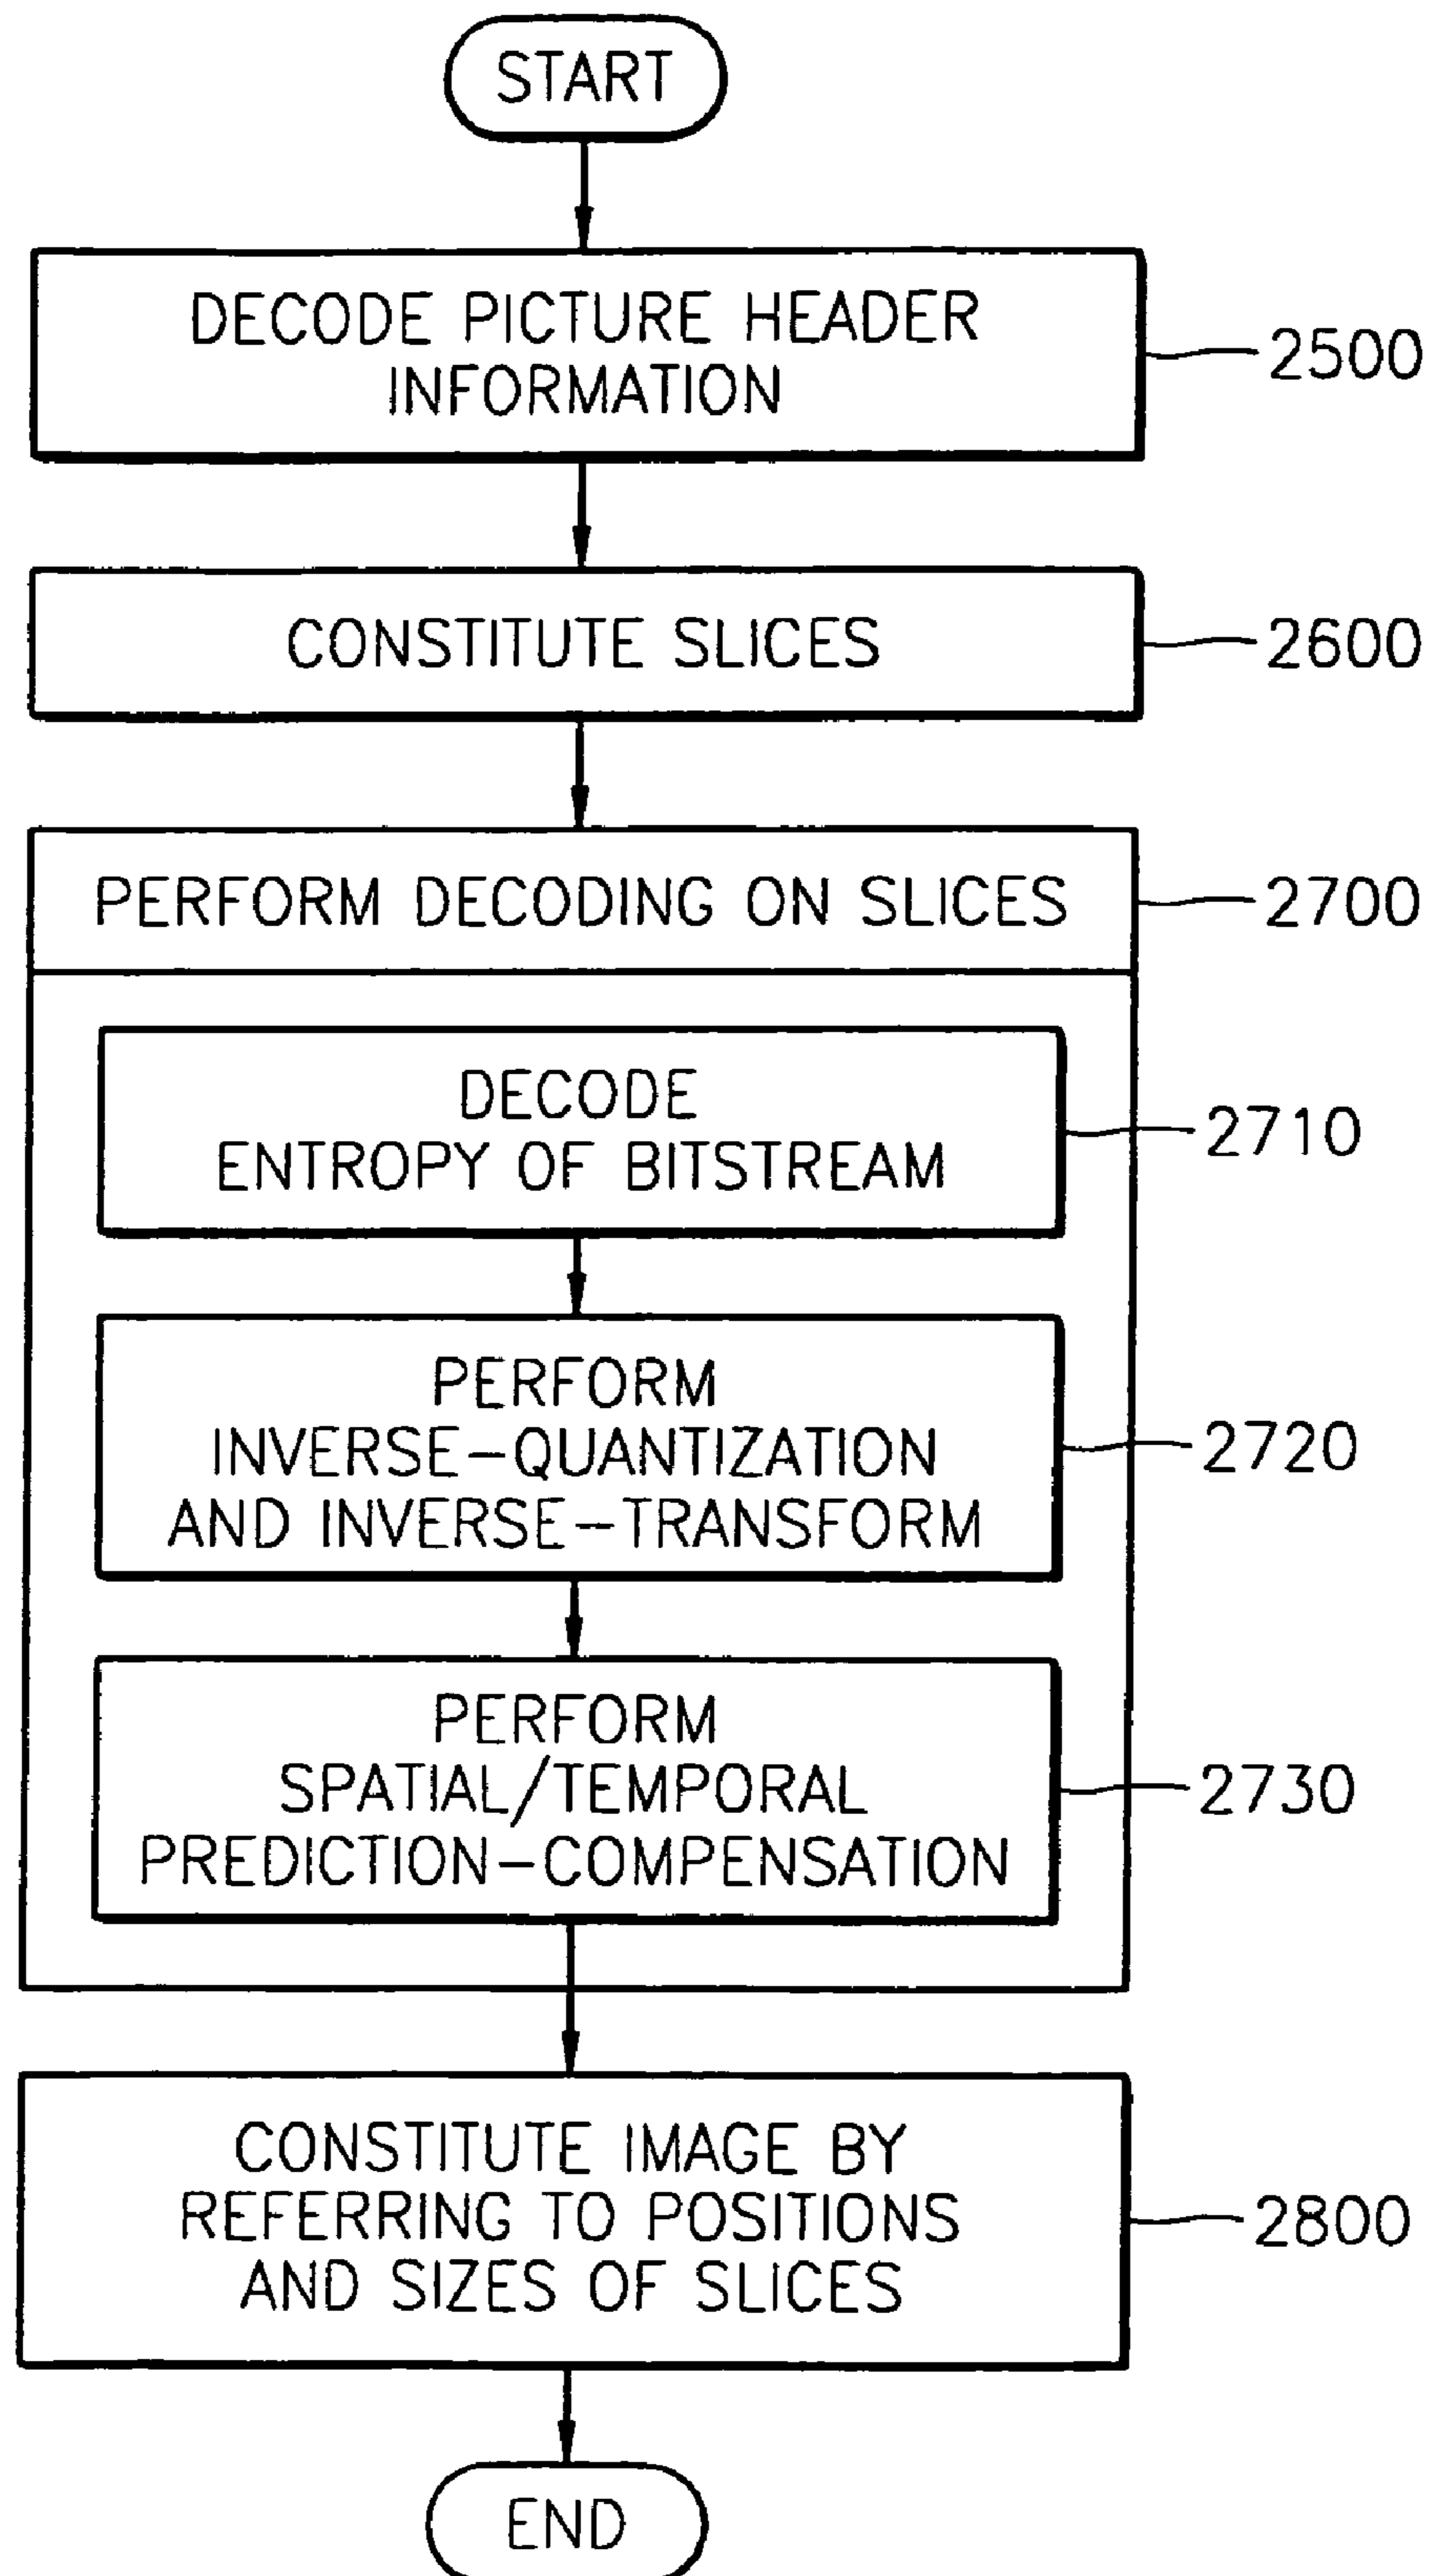 START
DECODE PICTURE HEADER
INFORMATION
2500
CONSTITUTE SLICES
2600
PERFORM DECODING ON SLICES
2700
DECODE
ENTROPY OF BITSTREAM
2710
PERFORM
INVERSE-QUANTIZATION
AND INVERSE-TRANSFORM
2720
PERFORM
SPATIAL/TEMPORAL
PREDICTION-COMPENSATION
2730
CONSTITUTE IMAGE BY
REFERRING TO POSITIONS
AND SIZES OF SLICES
2800
END